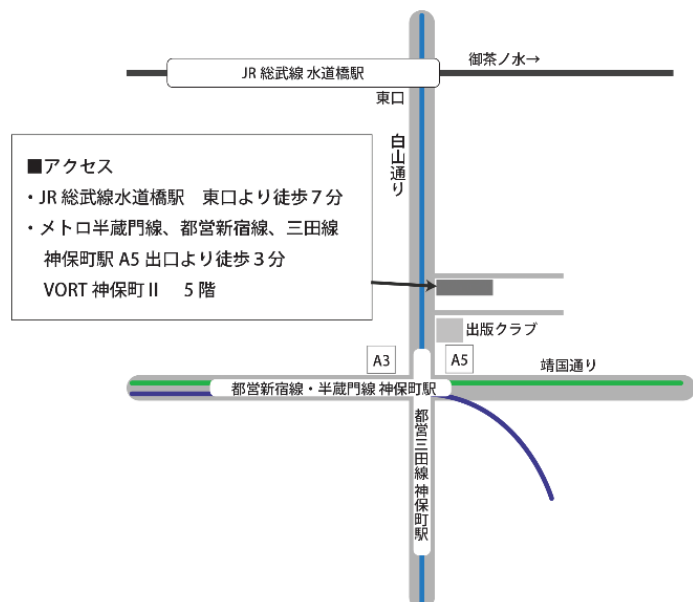 御茶ノ水→
JR 総武線 水道橋駅
東口
白山通り
■アクセス
・JR 総武線水道橋駅　東口より徒歩７分
・メトロ半蔵門線、都営新宿線、三田線
神保町駅 A5 出口より徒歩３分
VORT 神保町Ⅱ　５階
出版クラブ
A3
A5
靖国通り
都営新宿線・半蔵門線 神保町駅
都営三田線 神保町駅